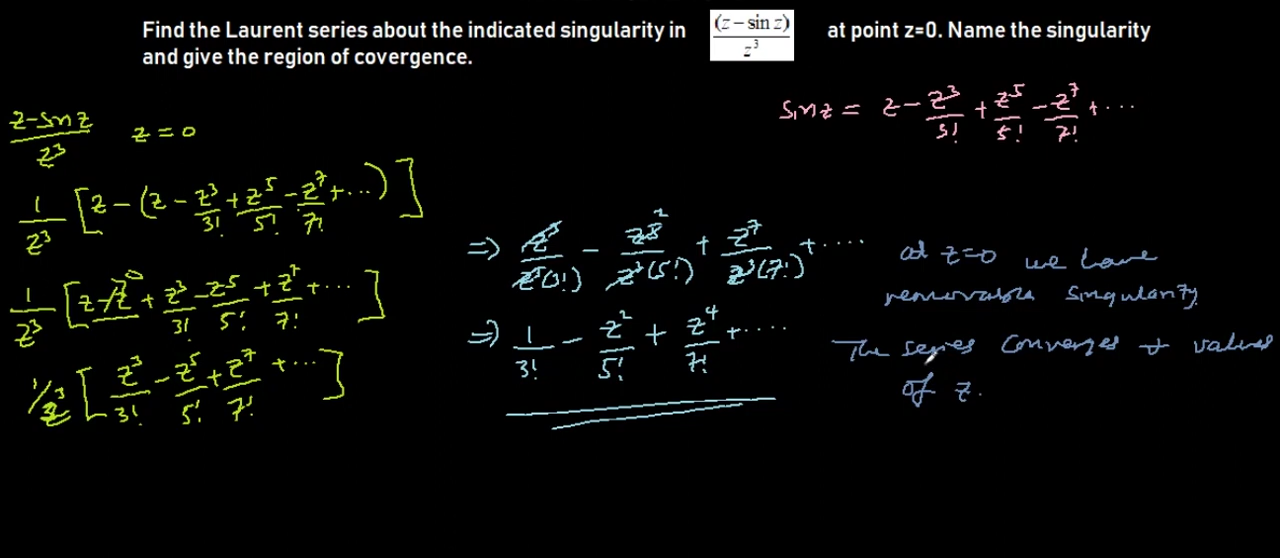 Find the Laurent series about the indicated singularity in (z − sin z)/z³ at point z=0. Name the singularity
and give the region of covergence.
sin z = z − z³/3! + z⁵/5! − z⁷/7! + ...
z−sin z/z³ z = 0
1/z³ [z − (z − z³/3! + z⁵/5! − z⁷/7! + ...)]
1/z³ [z − z⁰ + z³/3! − z⁵/5! + z⁷/7! + ...]
1/z³ [z³/3! − z⁵/5! + z⁷/7! + ...]
=> z³/z³(3!) − z⁵²/z³(5!) + z⁷/z³(7!) + ....
=> 1/3! − z²/5! + z⁴/7! + ....
at z=0 we have
removable singularity
The series converges ∀ values
of z.